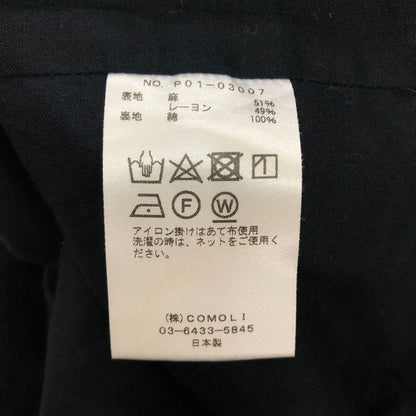 NO. P01-03007
表地 麻 51%
レーヨン 49%
裏地 綿 100%
F W
アイロン掛けはあて布使用
洗濯の時は、ネットをご使用く
ださい。
(株)COMOLI
03-6433-5845
日本製